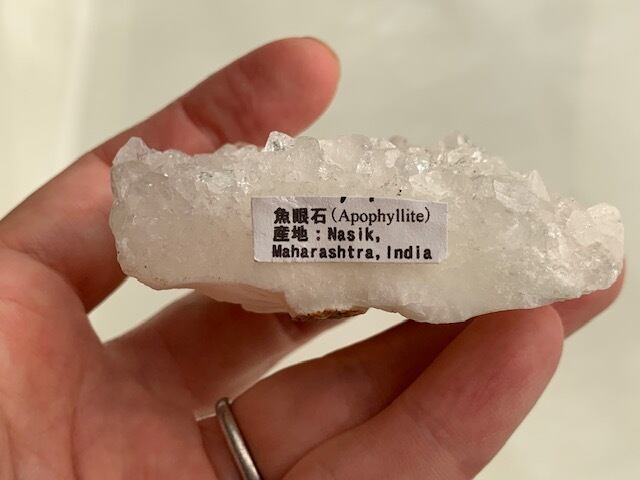 魚眼石(Apophyllite)
産地：Nasik,
Maharashtra,India